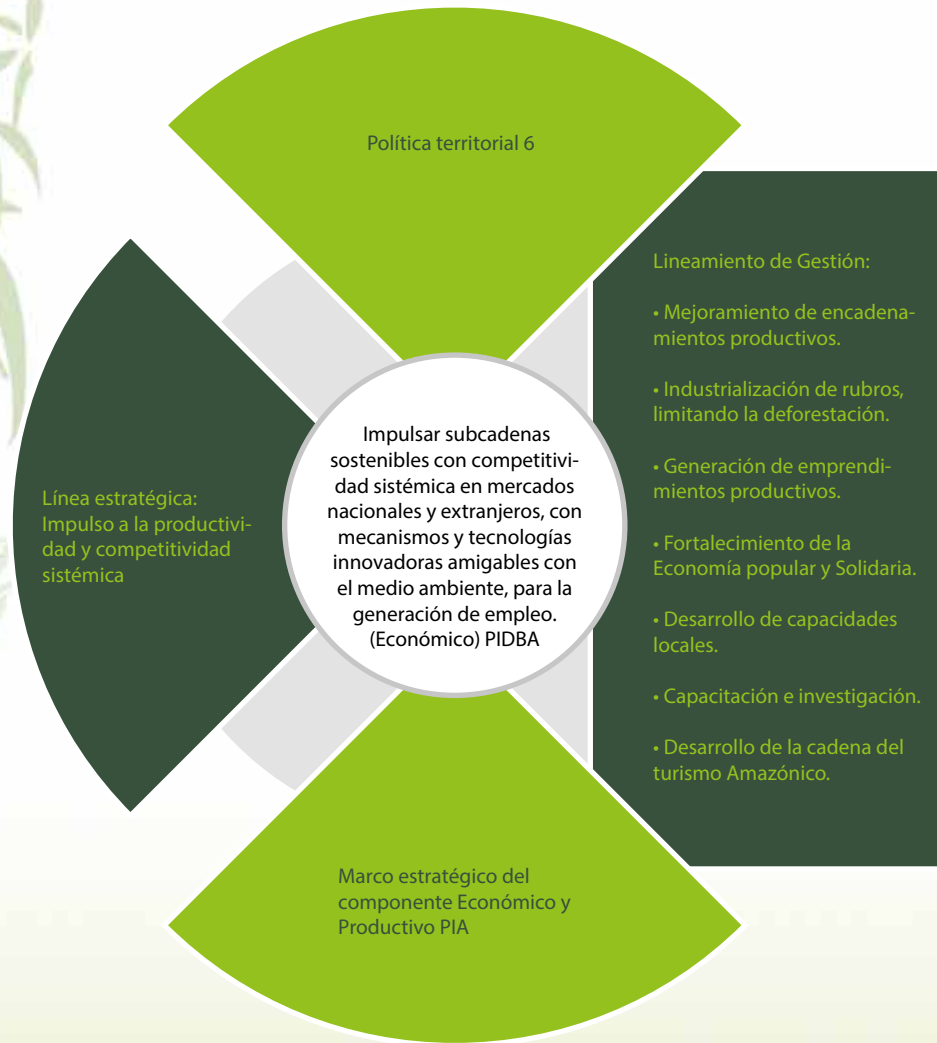 Política territorial 6
Línea estratégica:
Impulso a la productivi-
dad y competitividad
sistémica
Impulsar subcadenas
sostenibles con competitivi-
dad sistémica en mercados
nacionales y extranjeros, con
mecanismos y tecnologías
innovadoras amigables con
el medio ambiente, para la
generación de empleo.
(Económico) PIDBA
Lineamiento de Gestión:
• Mejoramiento de encadena-
mientos productivos.
• Industrialización de rubros,
limitando la deforestación.
• Generación de emprendi-
mientos productivos.
• Fortalecimiento de la
Economía popular y Solidaria.
• Desarrollo de capacidades
locales.
• Capacitación e investigación.
• Desarrollo de la cadena del
turismo Amazónico.
Marco estratégico del
componente Económico y
Productivo PIA